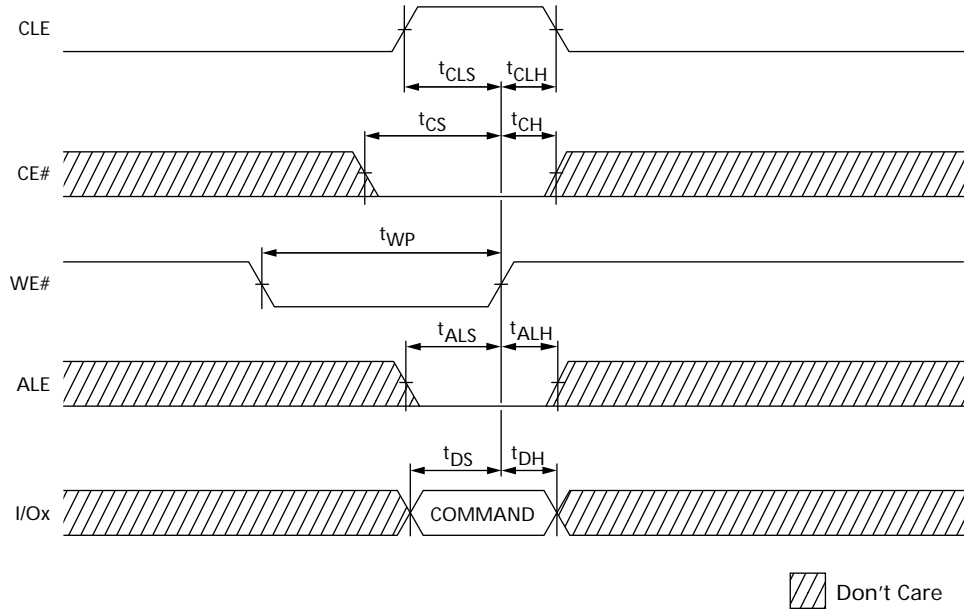 CLE
tCLS tCLH
tCS tCH
CE#
tWP
WE#
tALS tALH
ALE
tDS tDH
I/Ox COMMAND
Don't Care